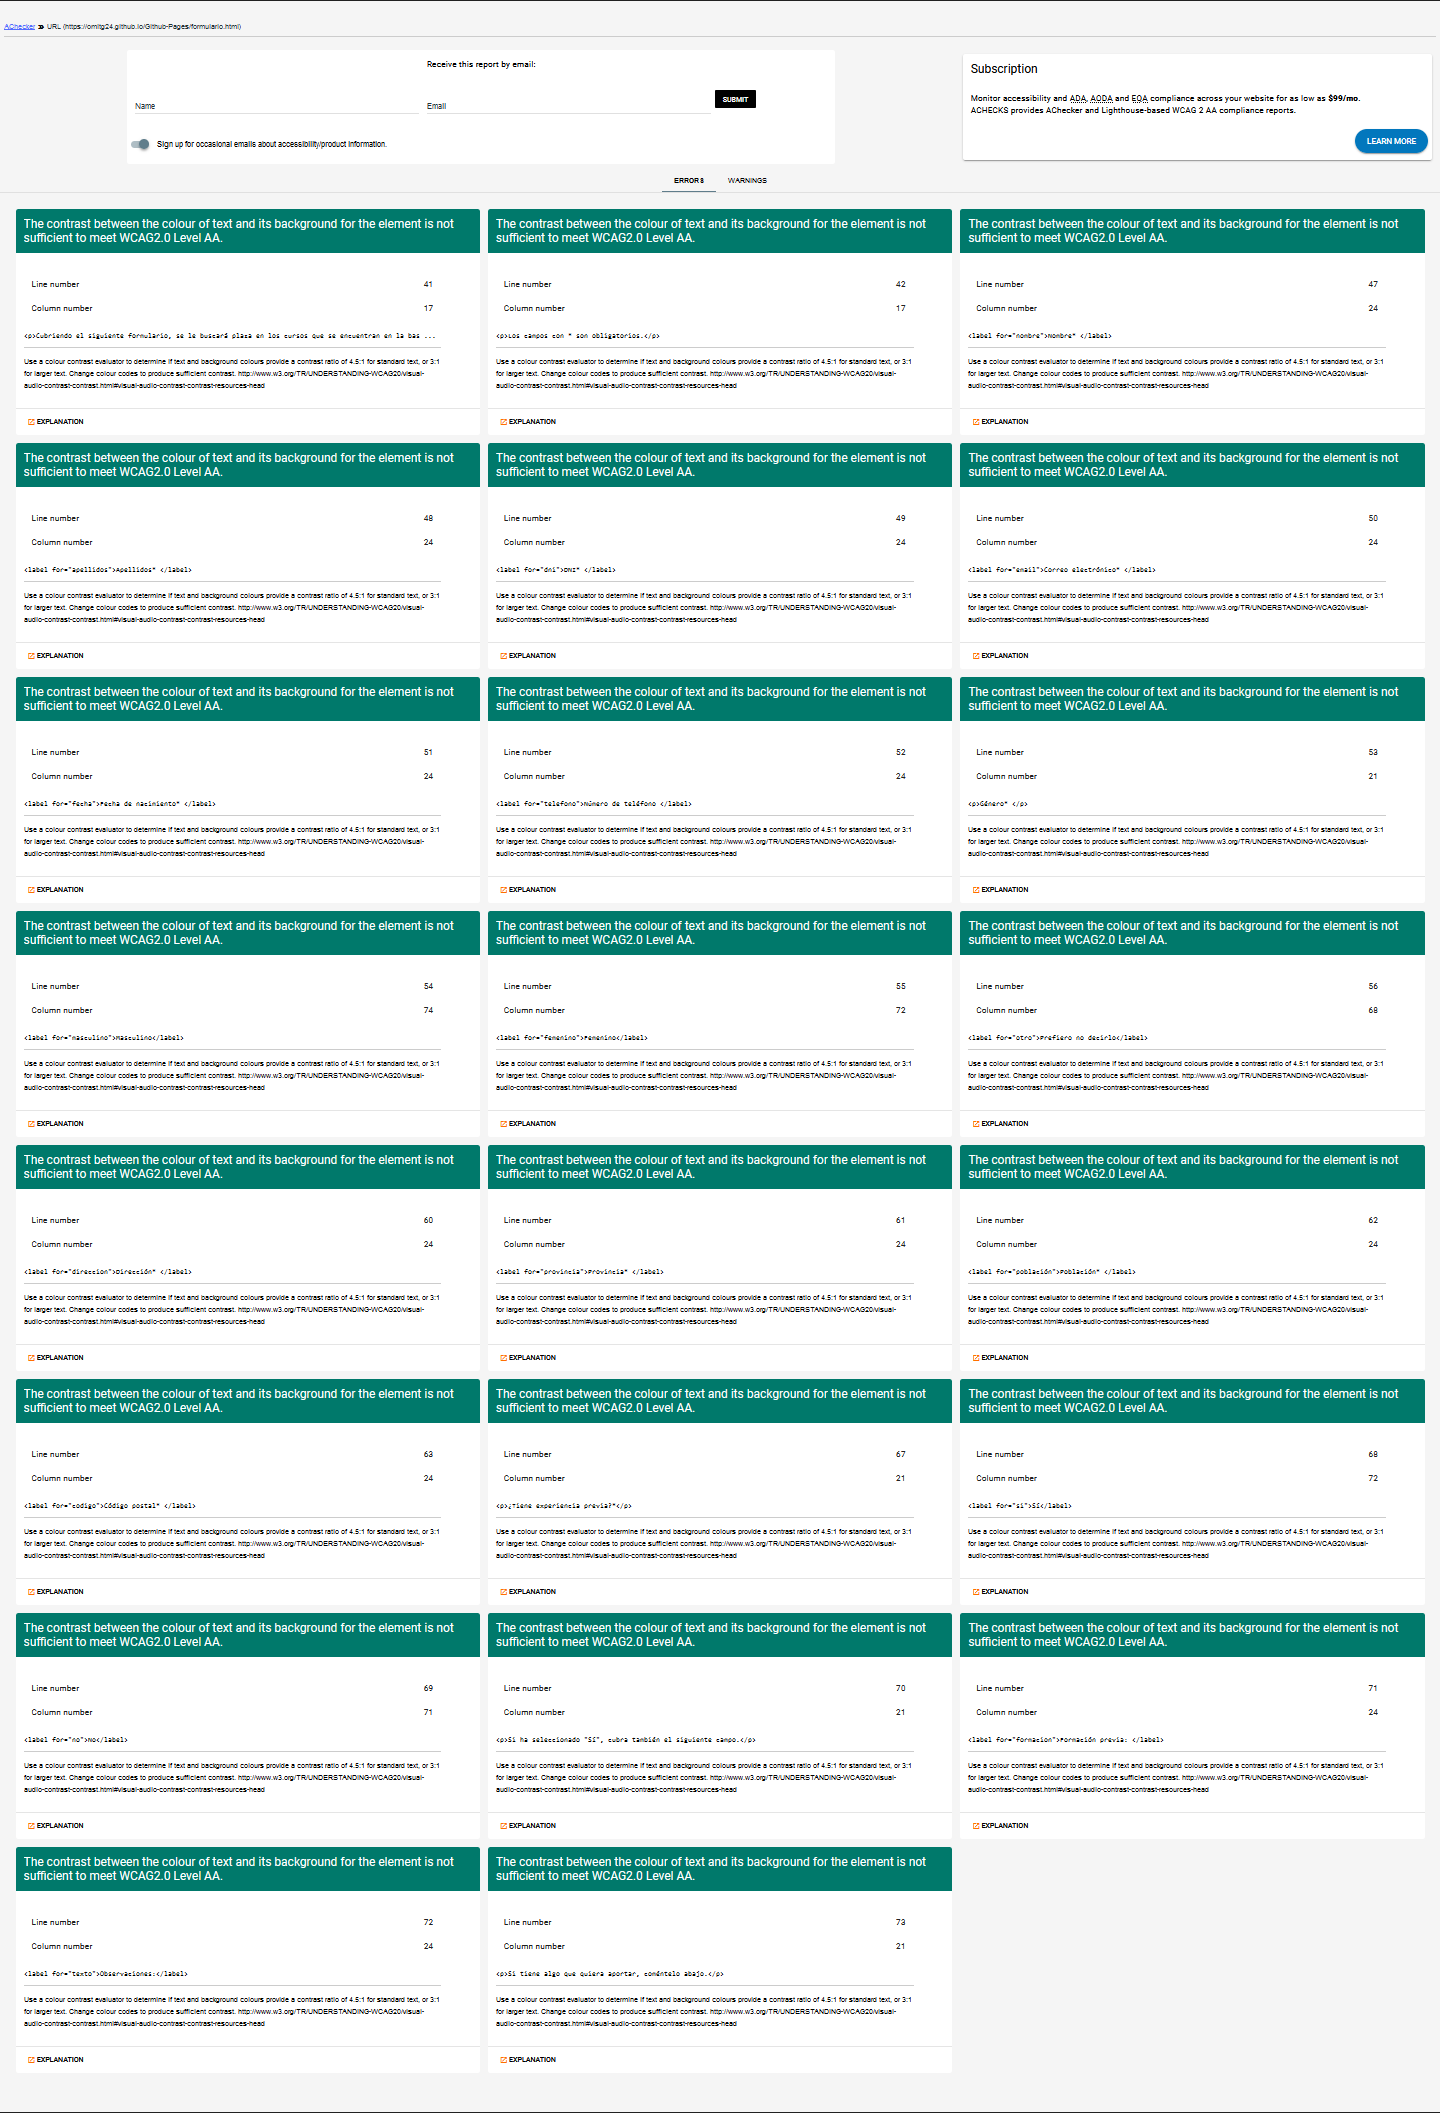 AChecker » URL (https://omitg24.github.io/Github-Pages/formulario.html)
Receive this report by email:
Name
Email
SUBMIT
Sign up for occasional emails about accessibility/product information.
Subscription
Monitor accessibility and ADA, AODA and EQA compliance across your website for as low as $99/mo.
ACHECKS provides AChecker and Lighthouse-based WCAG 2 AA compliance reports.
LEARN MORE
ERRORS
WARNINGS
The contrast between the colour of text and its background for the element is not
sufficient to meet WCAG2.0 Level AA.
Line number 41
Column number 17
<p>Cubriendo el siguiente formulario, se le buscará plaza en los cursos que se encuentran en la bas ...
Use a colour contrast evaluator to determine if text and background colours provide a contrast ratio of 4.5:1 for standard text, or 3:1
for larger text. Change colour codes to produce sufficient contrast. http://www.w3.org/TR/UNDERSTANDING-WCAG20/visual-
audio-contrast-contrast.html#visual-audio-contrast-contrast-resources-head
EXPLANATION
The contrast between the colour of text and its background for the element is not
sufficient to meet WCAG2.0 Level AA.
Line number 42
Column number 17
<p>Los campos con * son obligatorios.</p>
Use a colour contrast evaluator to determine if text and background colours provide a contrast ratio of 4.5:1 for standard text, or 3:1
for larger text. Change colour codes to produce sufficient contrast. http://www.w3.org/TR/UNDERSTANDING-WCAG20/visual-
audio-contrast-contrast.html#visual-audio-contrast-contrast-resources-head
EXPLANATION
The contrast between the colour of text and its background for the element is not
sufficient to meet WCAG2.0 Level AA.
Line number 47
Column number 24
<label for="nombre">Nombre* </label>
Use a colour contrast evaluator to determine if text and background colours provide a contrast ratio of 4.5:1 for standard text, or 3:1
for larger text. Change colour codes to produce sufficient contrast. http://www.w3.org/TR/UNDERSTANDING-WCAG20/visual-
audio-contrast-contrast.html#visual-audio-contrast-contrast-resources-head
EXPLANATION
The contrast between the colour of text and its background for the element is not
sufficient to meet WCAG2.0 Level AA.
Line number 48
Column number 24
<label for="apellidos">Apellidos* </label>
Use a colour contrast evaluator to determine if text and background colours provide a contrast ratio of 4.5:1 for standard text, or 3:1
for larger text. Change colour codes to produce sufficient contrast. http://www.w3.org/TR/UNDERSTANDING-WCAG20/visual-
audio-contrast-contrast.html#visual-audio-contrast-contrast-resources-head
EXPLANATION
The contrast between the colour of text and its background for the element is not
sufficient to meet WCAG2.0 Level AA.
Line number 49
Column number 24
<label for="dni">DNI* </label>
Use a colour contrast evaluator to determine if text and background colours provide a contrast ratio of 4.5:1 for standard text, or 3:1
for larger text. Change colour codes to produce sufficient contrast. http://www.w3.org/TR/UNDERSTANDING-WCAG20/visual-
audio-contrast-contrast.html#visual-audio-contrast-contrast-resources-head
EXPLANATION
The contrast between the colour of text and its background for the element is not
sufficient to meet WCAG2.0 Level AA.
Line number 50
Column number 24
<label for="email">Correo electrónico* </label>
Use a colour contrast evaluator to determine if text and background colours provide a contrast ratio of 4.5:1 for standard text, or 3:1
for larger text. Change colour codes to produce sufficient contrast. http://www.w3.org/TR/UNDERSTANDING-WCAG20/visual-
audio-contrast-contrast.html#visual-audio-contrast-contrast-resources-head
EXPLANATION
The contrast between the colour of text and its background for the element is not
sufficient to meet WCAG2.0 Level AA.
Line number 51
Column number 24
<label for="fecha">Fecha de nacimiento* </label>
Use a colour contrast evaluator to determine if text and background colours provide a contrast ratio of 4.5:1 for standard text, or 3:1
for larger text. Change colour codes to produce sufficient contrast. http://www.w3.org/TR/UNDERSTANDING-WCAG20/visual-
audio-contrast-contrast.html#visual-audio-contrast-contrast-resources-head
EXPLANATION
The contrast between the colour of text and its background for the element is not
sufficient to meet WCAG2.0 Level AA.
Line number 52
Column number 24
<label for="telefono">Número de teléfono </label>
Use a colour contrast evaluator to determine if text and background colours provide a contrast ratio of 4.5:1 for standard text, or 3:1
for larger text. Change colour codes to produce sufficient contrast. http://www.w3.org/TR/UNDERSTANDING-WCAG20/visual-
audio-contrast-contrast.html#visual-audio-contrast-contrast-resources-head
EXPLANATION
The contrast between the colour of text and its background for the element is not
sufficient to meet WCAG2.0 Level AA.
Line number 53
Column number 21
<p>Género* </p>
Use a colour contrast evaluator to determine if text and background colours provide a contrast ratio of 4.5:1 for standard text, or 3:1
for larger text. Change colour codes to produce sufficient contrast. http://www.w3.org/TR/UNDERSTANDING-WCAG20/visual-
audio-contrast-contrast.html#visual-audio-contrast-contrast-resources-head
EXPLANATION
The contrast between the colour of text and its background for the element is not
sufficient to meet WCAG2.0 Level AA.
Line number 54
Column number 74
<label for="masculino">Masculino</label>
Use a colour contrast evaluator to determine if text and background colours provide a contrast ratio of 4.5:1 for standard text, or 3:1
for larger text. Change colour codes to produce sufficient contrast. http://www.w3.org/TR/UNDERSTANDING-WCAG20/visual-
audio-contrast-contrast.html#visual-audio-contrast-contrast-resources-head
EXPLANATION
The contrast between the colour of text and its background for the element is not
sufficient to meet WCAG2.0 Level AA.
Line number 55
Column number 72
<label for="femenino">Femenino</label>
Use a colour contrast evaluator to determine if text and background colours provide a contrast ratio of 4.5:1 for standard text, or 3:1
for larger text. Change colour codes to produce sufficient contrast. http://www.w3.org/TR/UNDERSTANDING-WCAG20/visual-
audio-contrast-contrast.html#visual-audio-contrast-contrast-resources-head
EXPLANATION
The contrast between the colour of text and its background for the element is not
sufficient to meet WCAG2.0 Level AA.
Line number 56
Column number 68
<label for="otro">Prefiero no decirlo</label>
Use a colour contrast evaluator to determine if text and background colours provide a contrast ratio of 4.5:1 for standard text, or 3:1
for larger text. Change colour codes to produce sufficient contrast. http://www.w3.org/TR/UNDERSTANDING-WCAG20/visual-
audio-contrast-contrast.html#visual-audio-contrast-contrast-resources-head
EXPLANATION
The contrast between the colour of text and its background for the element is not
sufficient to meet WCAG2.0 Level AA.
Line number 60
Column number 24
<label for="direccion">Dirección* </label>
Use a colour contrast evaluator to determine if text and background colours provide a contrast ratio of 4.5:1 for standard text, or 3:1
for larger text. Change colour codes to produce sufficient contrast. http://www.w3.org/TR/UNDERSTANDING-WCAG20/visual-
audio-contrast-contrast.html#visual-audio-contrast-contrast-resources-head
EXPLANATION
The contrast between the colour of text and its background for the element is not
sufficient to meet WCAG2.0 Level AA.
Line number 61
Column number 24
<label for="provincia">Provincia* </label>
Use a colour contrast evaluator to determine if text and background colours provide a contrast ratio of 4.5:1 for standard text, or 3:1
for larger text. Change colour codes to produce sufficient contrast. http://www.w3.org/TR/UNDERSTANDING-WCAG20/visual-
audio-contrast-contrast.html#visual-audio-contrast-contrast-resources-head
EXPLANATION
The contrast between the colour of text and its background for the element is not
sufficient to meet WCAG2.0 Level AA.
Line number 62
Column number 24
<label for="población">Población* </label>
Use a colour contrast evaluator to determine if text and background colours provide a contrast ratio of 4.5:1 for standard text, or 3:1
for larger text. Change colour codes to produce sufficient contrast. http://www.w3.org/TR/UNDERSTANDING-WCAG20/visual-
audio-contrast-contrast.html#visual-audio-contrast-contrast-resources-head
EXPLANATION
The contrast between the colour of text and its background for the element is not
sufficient to meet WCAG2.0 Level AA.
Line number 63
Column number 24
<label for="codigo">Código postal* </label>
Use a colour contrast evaluator to determine if text and background colours provide a contrast ratio of 4.5:1 for standard text, or 3:1
for larger text. Change colour codes to produce sufficient contrast. http://www.w3.org/TR/UNDERSTANDING-WCAG20/visual-
audio-contrast-contrast.html#visual-audio-contrast-contrast-resources-head
EXPLANATION
The contrast between the colour of text and its background for the element is not
sufficient to meet WCAG2.0 Level AA.
Line number 67
Column number 21
<p>¿Tiene experiencia previa?*</p>
Use a colour contrast evaluator to determine if text and background colours provide a contrast ratio of 4.5:1 for standard text, or 3:1
for larger text. Change colour codes to produce sufficient contrast. http://www.w3.org/TR/UNDERSTANDING-WCAG20/visual-
audio-contrast-contrast.html#visual-audio-contrast-contrast-resources-head
EXPLANATION
The contrast between the colour of text and its background for the element is not
sufficient to meet WCAG2.0 Level AA.
Line number 68
Column number 72
<label for="si">Sí</label>
Use a colour contrast evaluator to determine if text and background colours provide a contrast ratio of 4.5:1 for standard text, or 3:1
for larger text. Change colour codes to produce sufficient contrast. http://www.w3.org/TR/UNDERSTANDING-WCAG20/visual-
audio-contrast-contrast.html#visual-audio-contrast-contrast-resources-head
EXPLANATION
The contrast between the colour of text and its background for the element is not
sufficient to meet WCAG2.0 Level AA.
Line number 69
Column number 71
<label for="no">No</label>
Use a colour contrast evaluator to determine if text and background colours provide a contrast ratio of 4.5:1 for standard text, or 3:1
for larger text. Change colour codes to produce sufficient contrast. http://www.w3.org/TR/UNDERSTANDING-WCAG20/visual-
audio-contrast-contrast.html#visual-audio-contrast-contrast-resources-head
EXPLANATION
The contrast between the colour of text and its background for the element is not
sufficient to meet WCAG2.0 Level AA.
Line number 70
Column number 21
<p>Si ha seleccionado "Sí", cubra también el siguiente campo.</p>
Use a colour contrast evaluator to determine if text and background colours provide a contrast ratio of 4.5:1 for standard text, or 3:1
for larger text. Change colour codes to produce sufficient contrast. http://www.w3.org/TR/UNDERSTANDING-WCAG20/visual-
audio-contrast-contrast.html#visual-audio-contrast-contrast-resources-head
EXPLANATION
The contrast between the colour of text and its background for the element is not
sufficient to meet WCAG2.0 Level AA.
Line number 71
Column number 24
<label for="formacion">Formación previa: </label>
Use a colour contrast evaluator to determine if text and background colours provide a contrast ratio of 4.5:1 for standard text, or 3:1
for larger text. Change colour codes to produce sufficient contrast. http://www.w3.org/TR/UNDERSTANDING-WCAG20/visual-
audio-contrast-contrast.html#visual-audio-contrast-contrast-resources-head
EXPLANATION
The contrast between the colour of text and its background for the element is not
sufficient to meet WCAG2.0 Level AA.
Line number 72
Column number 24
<label for="texto">Observaciones:</label>
Use a colour contrast evaluator to determine if text and background colours provide a contrast ratio of 4.5:1 for standard text, or 3:1
for larger text. Change colour codes to produce sufficient contrast. http://www.w3.org/TR/UNDERSTANDING-WCAG20/visual-
audio-contrast-contrast.html#visual-audio-contrast-contrast-resources-head
EXPLANATION
The contrast between the colour of text and its background for the element is not
sufficient to meet WCAG2.0 Level AA.
Line number 73
Column number 21
<p>Si tiene algo que quiera aportar, coméntelo abajo.</p>
Use a colour contrast evaluator to determine if text and background colours provide a contrast ratio of 4.5:1 for standard text, or 3:1
for larger text. Change colour codes to produce sufficient contrast. http://www.w3.org/TR/UNDERSTANDING-WCAG20/visual-
audio-contrast-contrast.html#visual-audio-contrast-contrast-resources-head
EXPLANATION